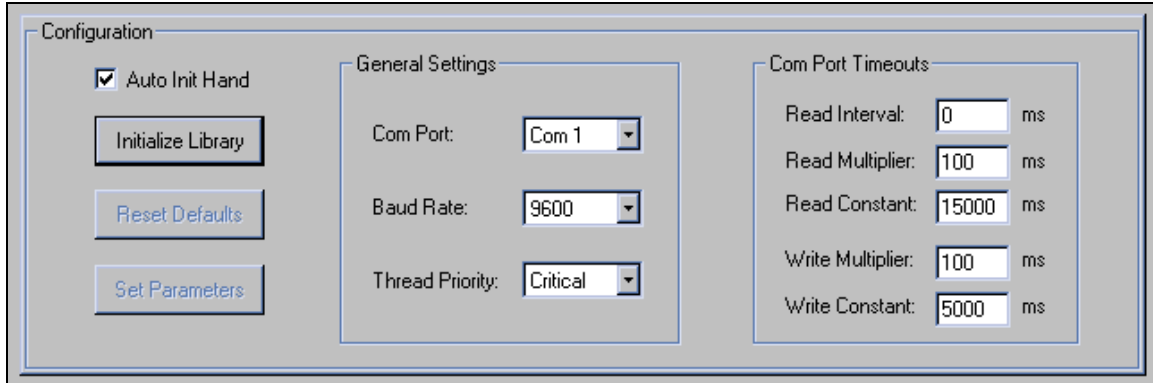 Configuration
Auto Init Hand
Initialize Library
Reset Defaults
Set Parameters
General Settings
Com Port: Com 1
Baud Rate: 9600
Thread Priority: Critical
Com Port Timeouts
Read Interval: 0 ms
Read Multiplier: 100 ms
Read Constant: 15000 ms
Write Multiplier: 100 ms
Write Constant: 5000 ms